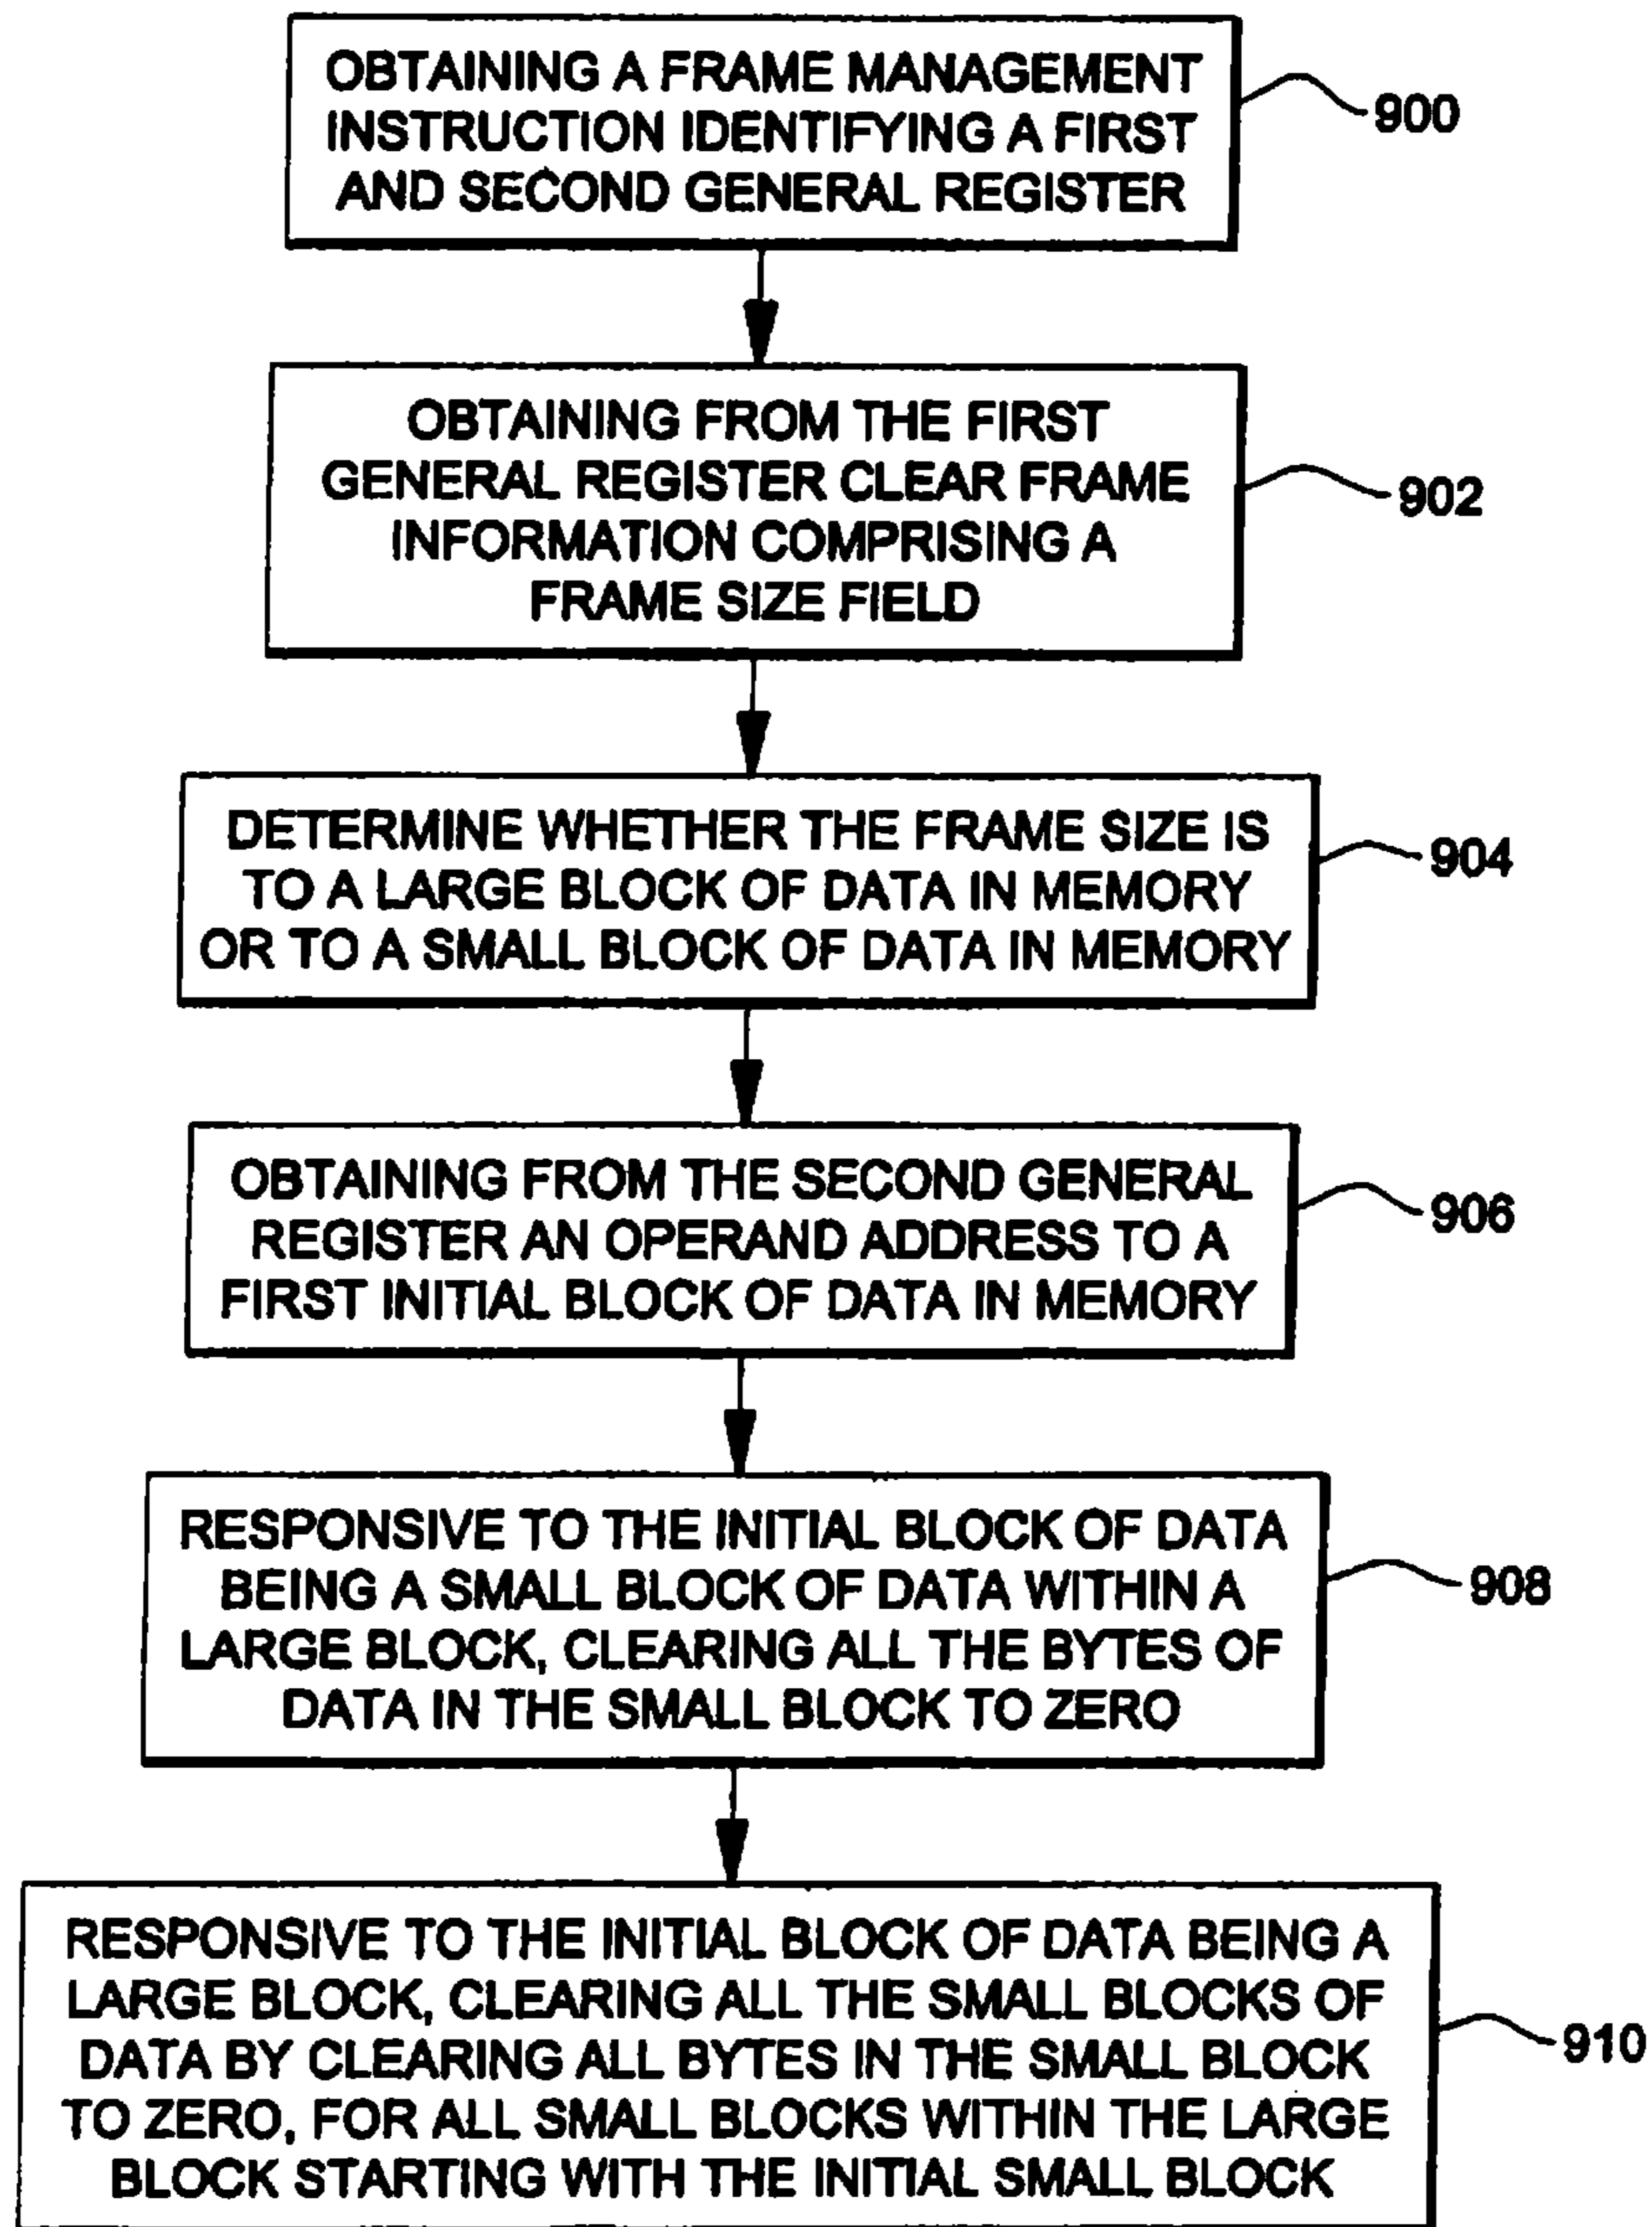 OBTAINING A FRAME MANAGEMENT
INSTRUCTION IDENTIFYING A FIRST
AND SECOND GENERAL REGISTER
900
OBTAINING FROM THE FIRST
GENERAL REGISTER CLEAR FRAME
INFORMATION COMPRISING A
FRAME SIZE FIELD
902
DETERMINE WHETHER THE FRAME SIZE IS
TO A LARGE BLOCK OF DATA IN MEMORY
OR TO A SMALL BLOCK OF DATA IN MEMORY
904
OBTAINING FROM THE SECOND GENERAL
REGISTER AN OPERAND ADDRESS TO A
FIRST INITIAL BLOCK OF DATA IN MEMORY
906
RESPONSIVE TO THE INITIAL BLOCK OF DATA
BEING A SMALL BLOCK OF DATA WITHIN A
LARGE BLOCK, CLEARING ALL THE BYTES OF
DATA IN THE SMALL BLOCK TO ZERO
908
RESPONSIVE TO THE INITIAL BLOCK OF DATA BEING A
LARGE BLOCK, CLEARING ALL THE SMALL BLOCKS OF
DATA BY CLEARING ALL BYTES IN THE SMALL BLOCK
TO ZERO, FOR ALL SMALL BLOCKS WITHIN THE LARGE
BLOCK STARTING WITH THE INITIAL SMALL BLOCK
910